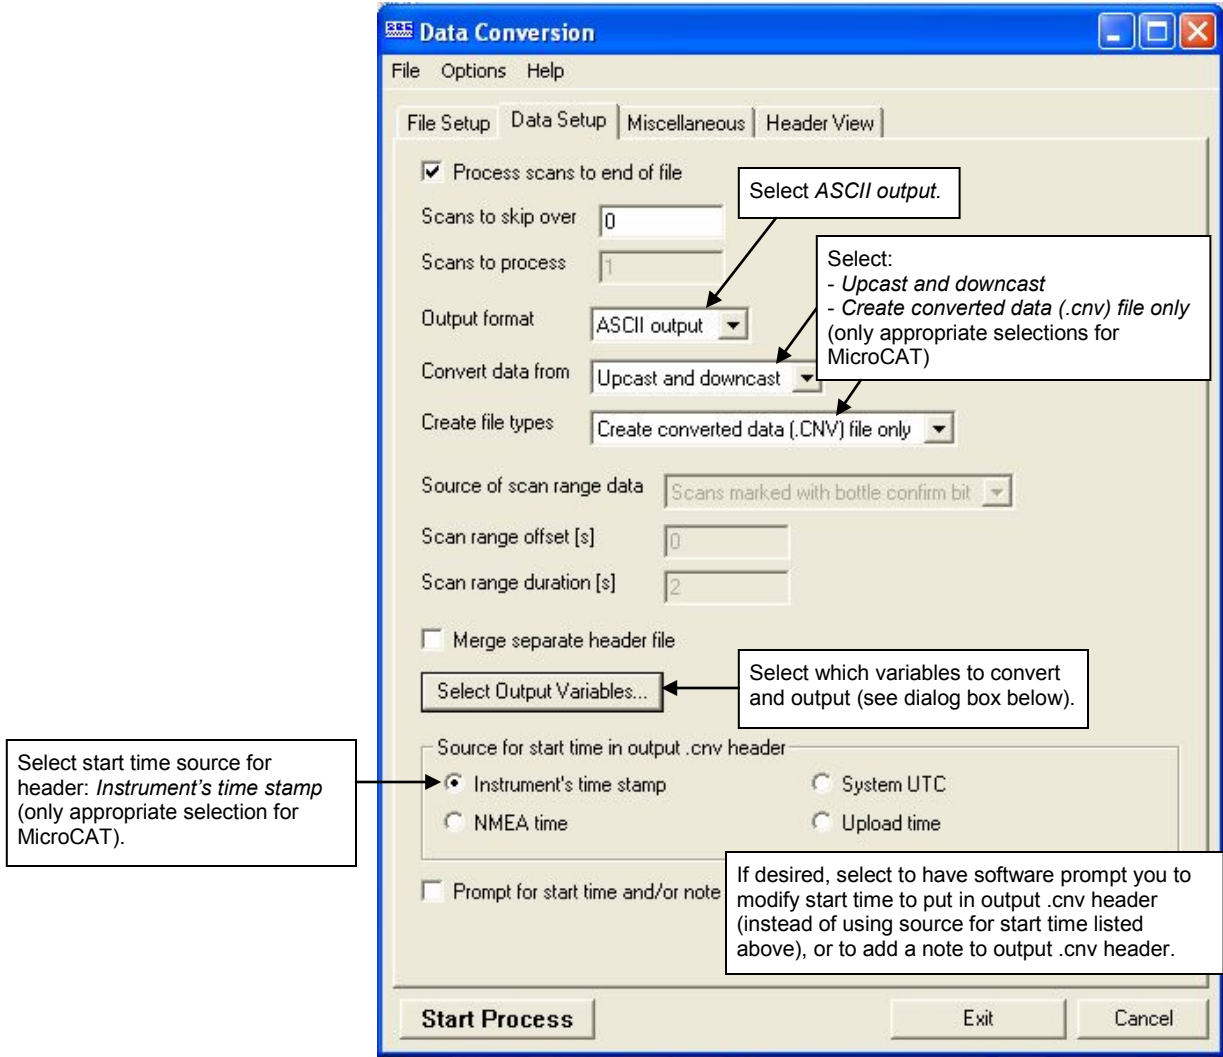 SBE Data Conversion
File Options Help
File Setup Data Setup Miscellaneous Header View
Process scans to end of file
Select ASCII output.
Scans to skip over 0
Scans to process 1
Select:
- Upcast and downcast
- Create converted data (.cnv) file only
(only appropriate selections for
MicroCAT)
Output format ASCII output
Convert data from Upcast and downcast
Create file types Create converted data (.CNV) file only
Source of scan range data Scans marked with bottle confirm bit
Scan range offset [s] 0
Scan range duration [s] 2
Merge separate header file
Select Output Variables...
Select which variables to convert
and output (see dialog box below).
Source for start time in output .cnv header
Select start time source for
header: Instrument's time stamp
(only appropriate selection for
MicroCAT).
Instrument's time stamp System UTC
NMEA time Upload time
Prompt for start time and/or note
If desired, select to have software prompt you to
modify start time to put in output .cnv header
(instead of using source for start time listed
above), or to add a note to output .cnv header.
Start Process Exit Cancel